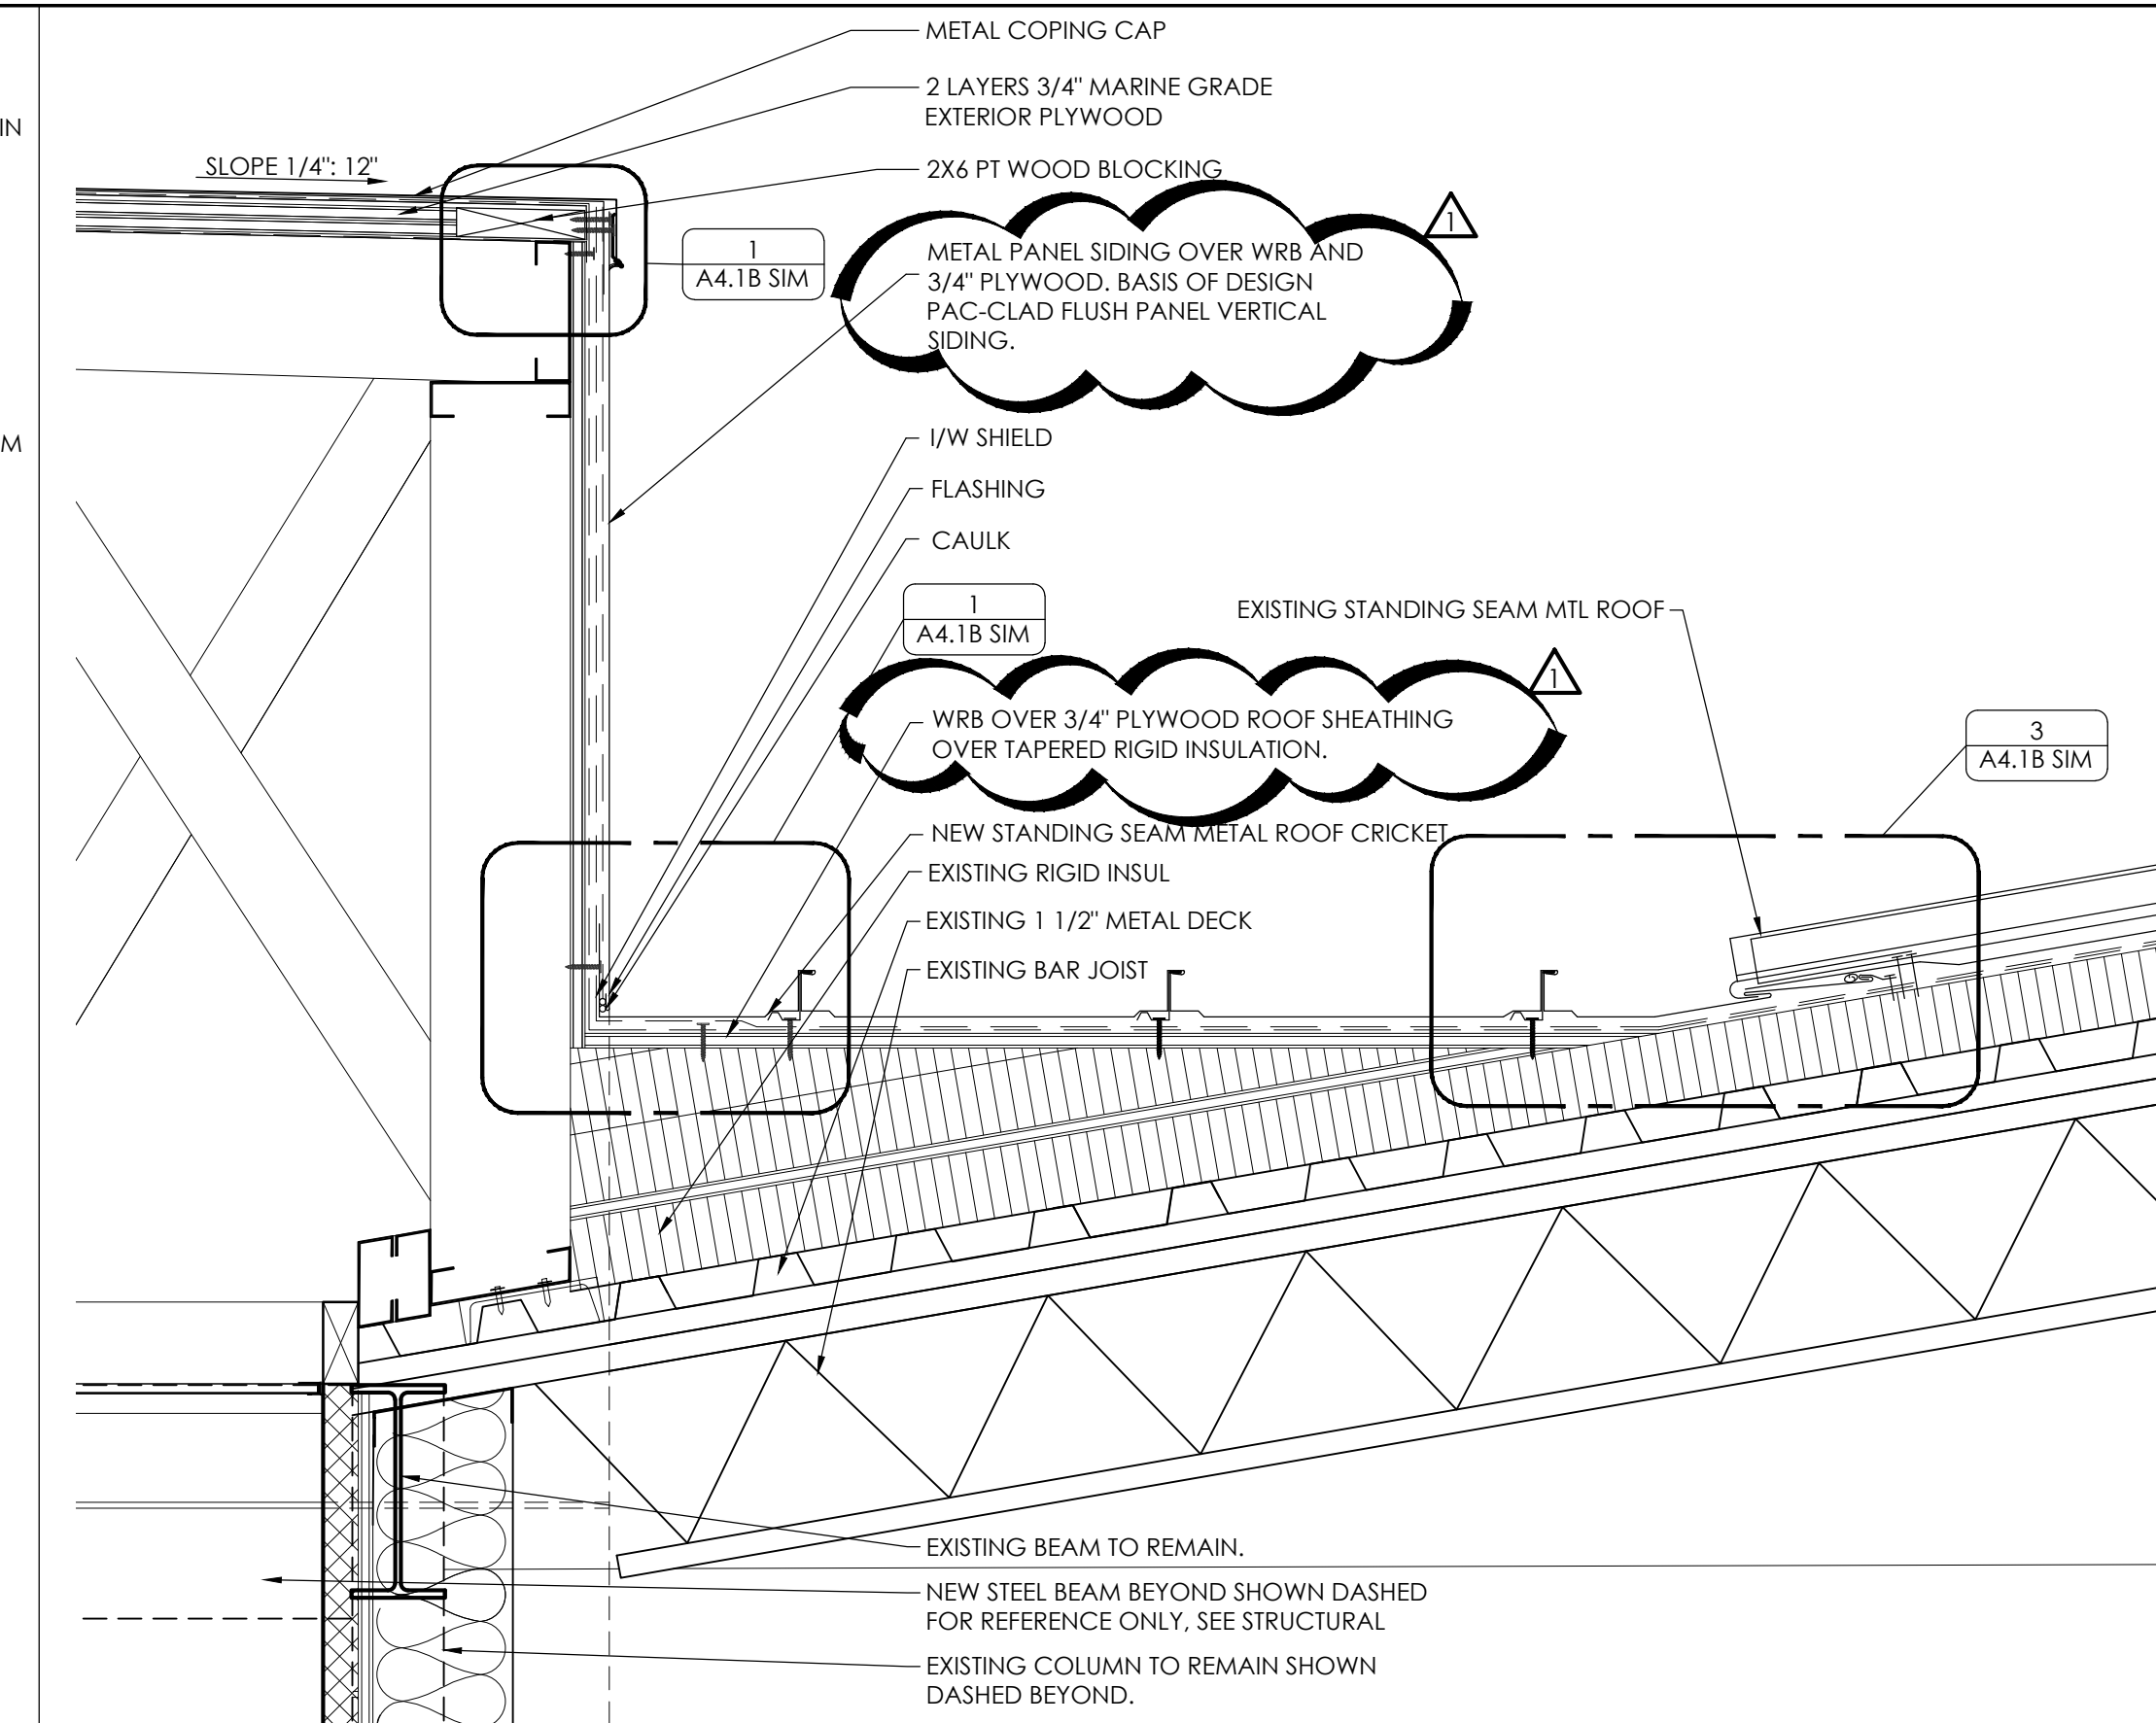 METAL COPING CAP
2 LAYERS 3/4" MARINE GRADE
EXTERIOR PLYWOOD
IN
SLOPE 1/4": 12"
2X6 PT WOOD BLOCKING
1
A4.1B SIM
1
METAL PANEL SIDING OVER WRB AND
3/4" PLYWOOD. BASIS OF DESIGN
PAC-CLAD FLUSH PANEL VERTICAL
SIDING.
M
I/W SHIELD
FLASHING
CAULK
1
A4.1B SIM
EXISTING STANDING SEAM MTL ROOF
1
WRB OVER 3/4" PLYWOOD ROOF SHEATHING
OVER TAPERED RIGID INSULATION.
3
A4.1B SIM
NEW STANDING SEAM METAL ROOF CRICKET
EXISTING RIGID INSUL
EXISTING 1 1/2" METAL DECK
EXISTING BAR JOIST
EXISTING BEAM TO REMAIN.
NEW STEEL BEAM BEYOND SHOWN DASHED
FOR REFERENCE ONLY, SEE STRUCTURAL
EXISTING COLUMN TO REMAIN SHOWN
DASHED BEYOND.